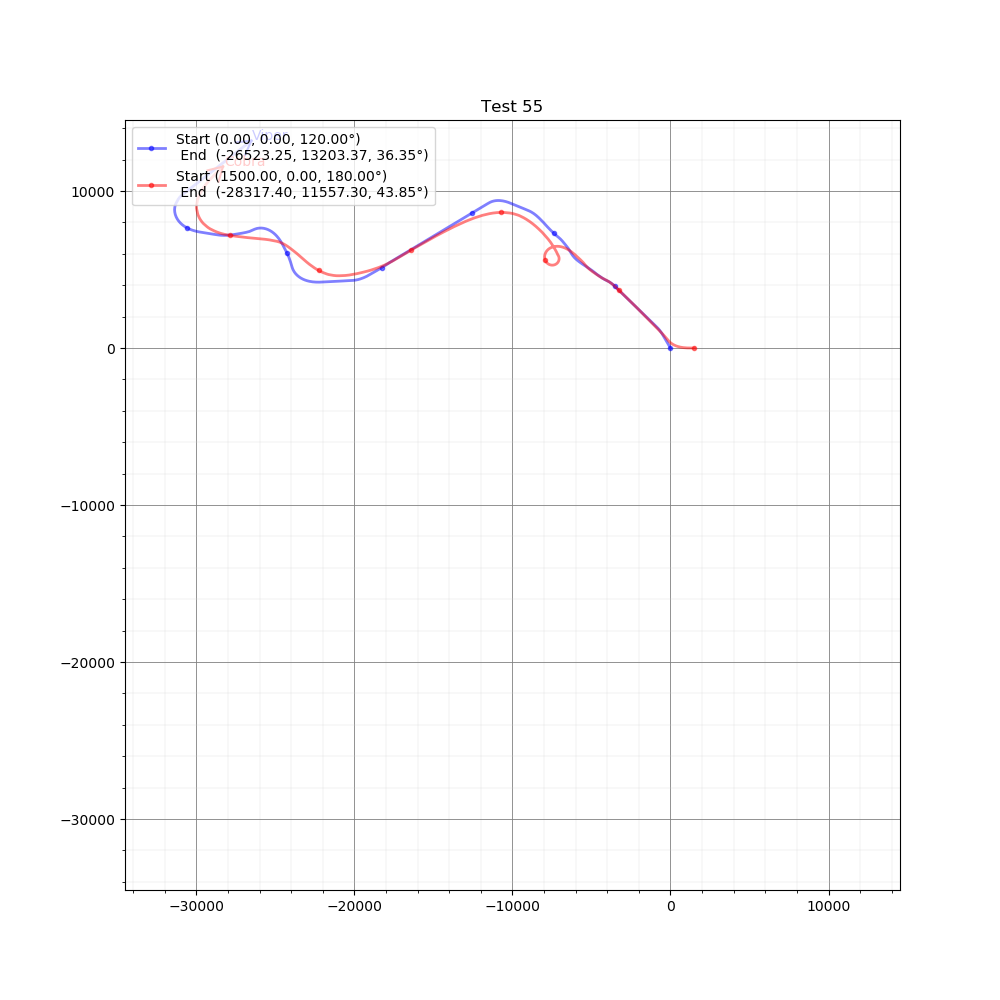 Test 55
Viper
Cobra
Start (0.00, 0.00, 120.00°)
End (-26523.25, 13203.37, 36.35°)
Start (1500.00, 0.00, 180.00°)
End (-28317.40, 11557.30, 43.85°)
10000
0
−10000
−20000
−30000
−30000
−20000
−10000
0
10000